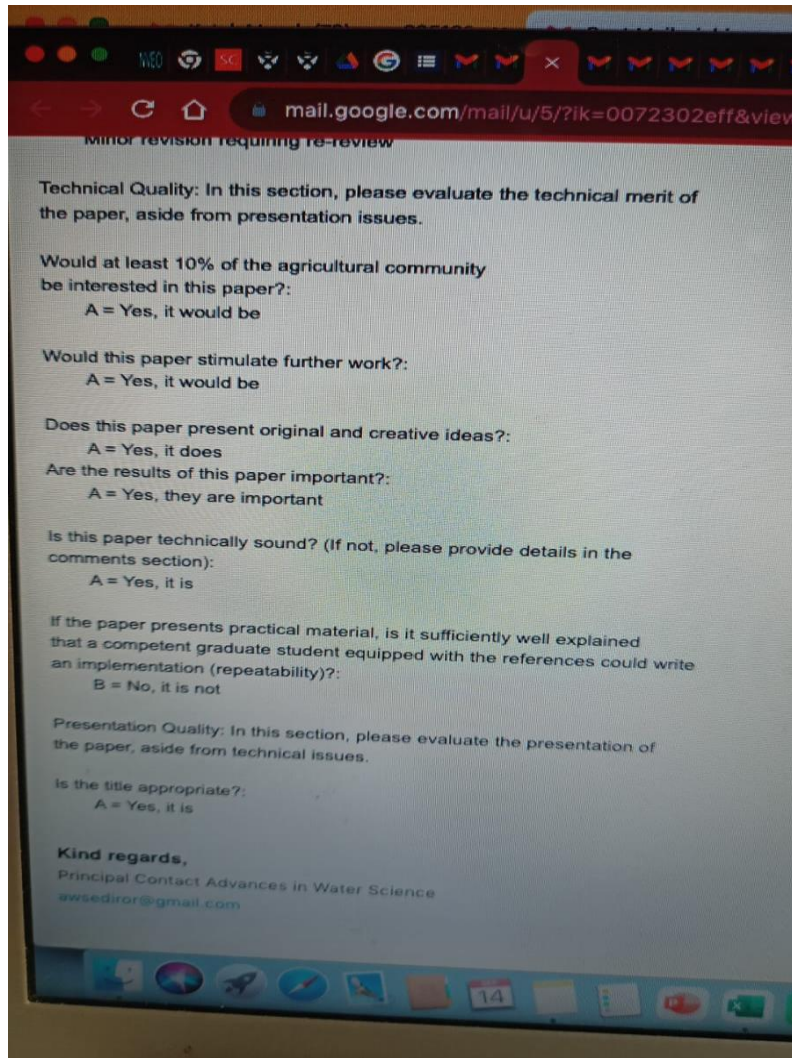 NVEO
SC
mail.google.com/mail/u/5/?ik=0072302eff&view
Minor revision requiring re-review
Technical Quality: In this section, please evaluate the technical merit of
the paper, aside from presentation issues.
Would at least 10% of the agricultural community
be interested in this paper?:
A = Yes, it would be
Would this paper stimulate further work?:
A = Yes, it would be
Does this paper present original and creative ideas?:
A = Yes, it does
Are the results of this paper important?:
A = Yes, they are important
Is this paper technically sound? (If not, please provide details in the
comments section):
A = Yes, it is
If the paper presents practical material, is it sufficiently well explained
that a competent graduate student equipped with the references could write
an implementation (repeatability)?:
B = No, it is not
Presentation Quality: In this section, please evaluate the presentation of
the paper, aside from technical issues.
Is the title appropriate?:
A = Yes, it is
Kind regards,
Principal Contact Advances in Water Science
awsediror@gmail.com
14